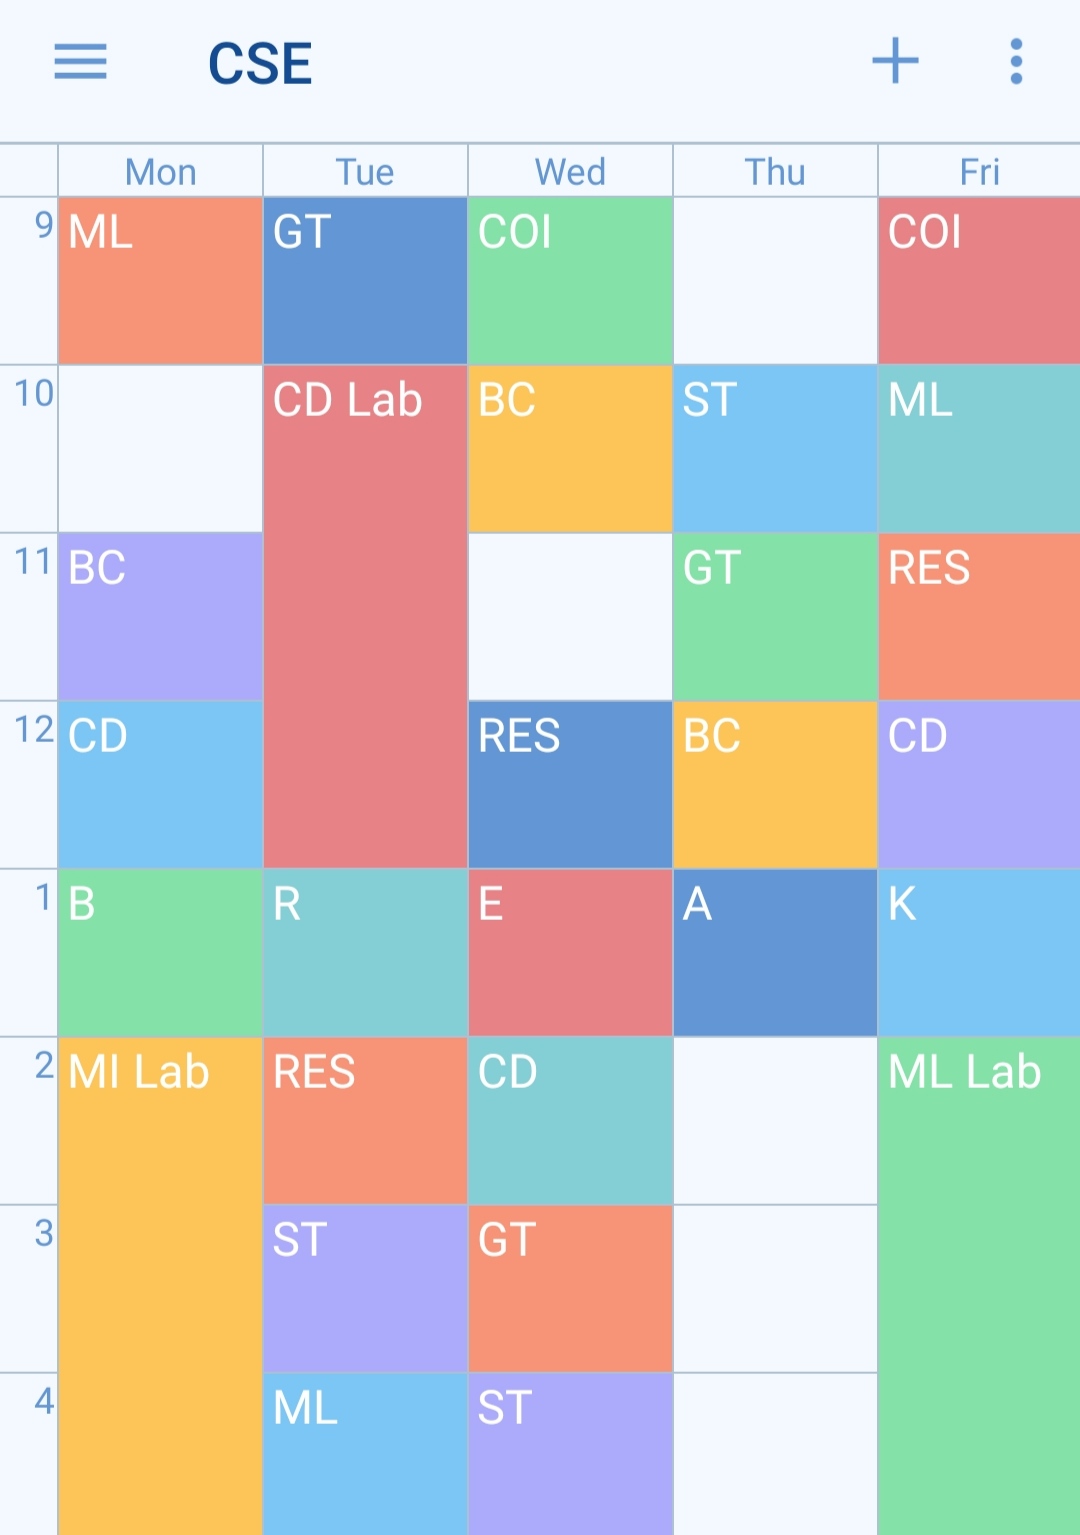 CSE
Mon Tue Wed Thu Fri
9 ML GT COI COI
10 CD Lab BC ST ML
11 BC GT RES
12 CD RES BC CD
1 B R E A K
2 MI Lab RES CD ML Lab
3 ST GT
4 ML ST